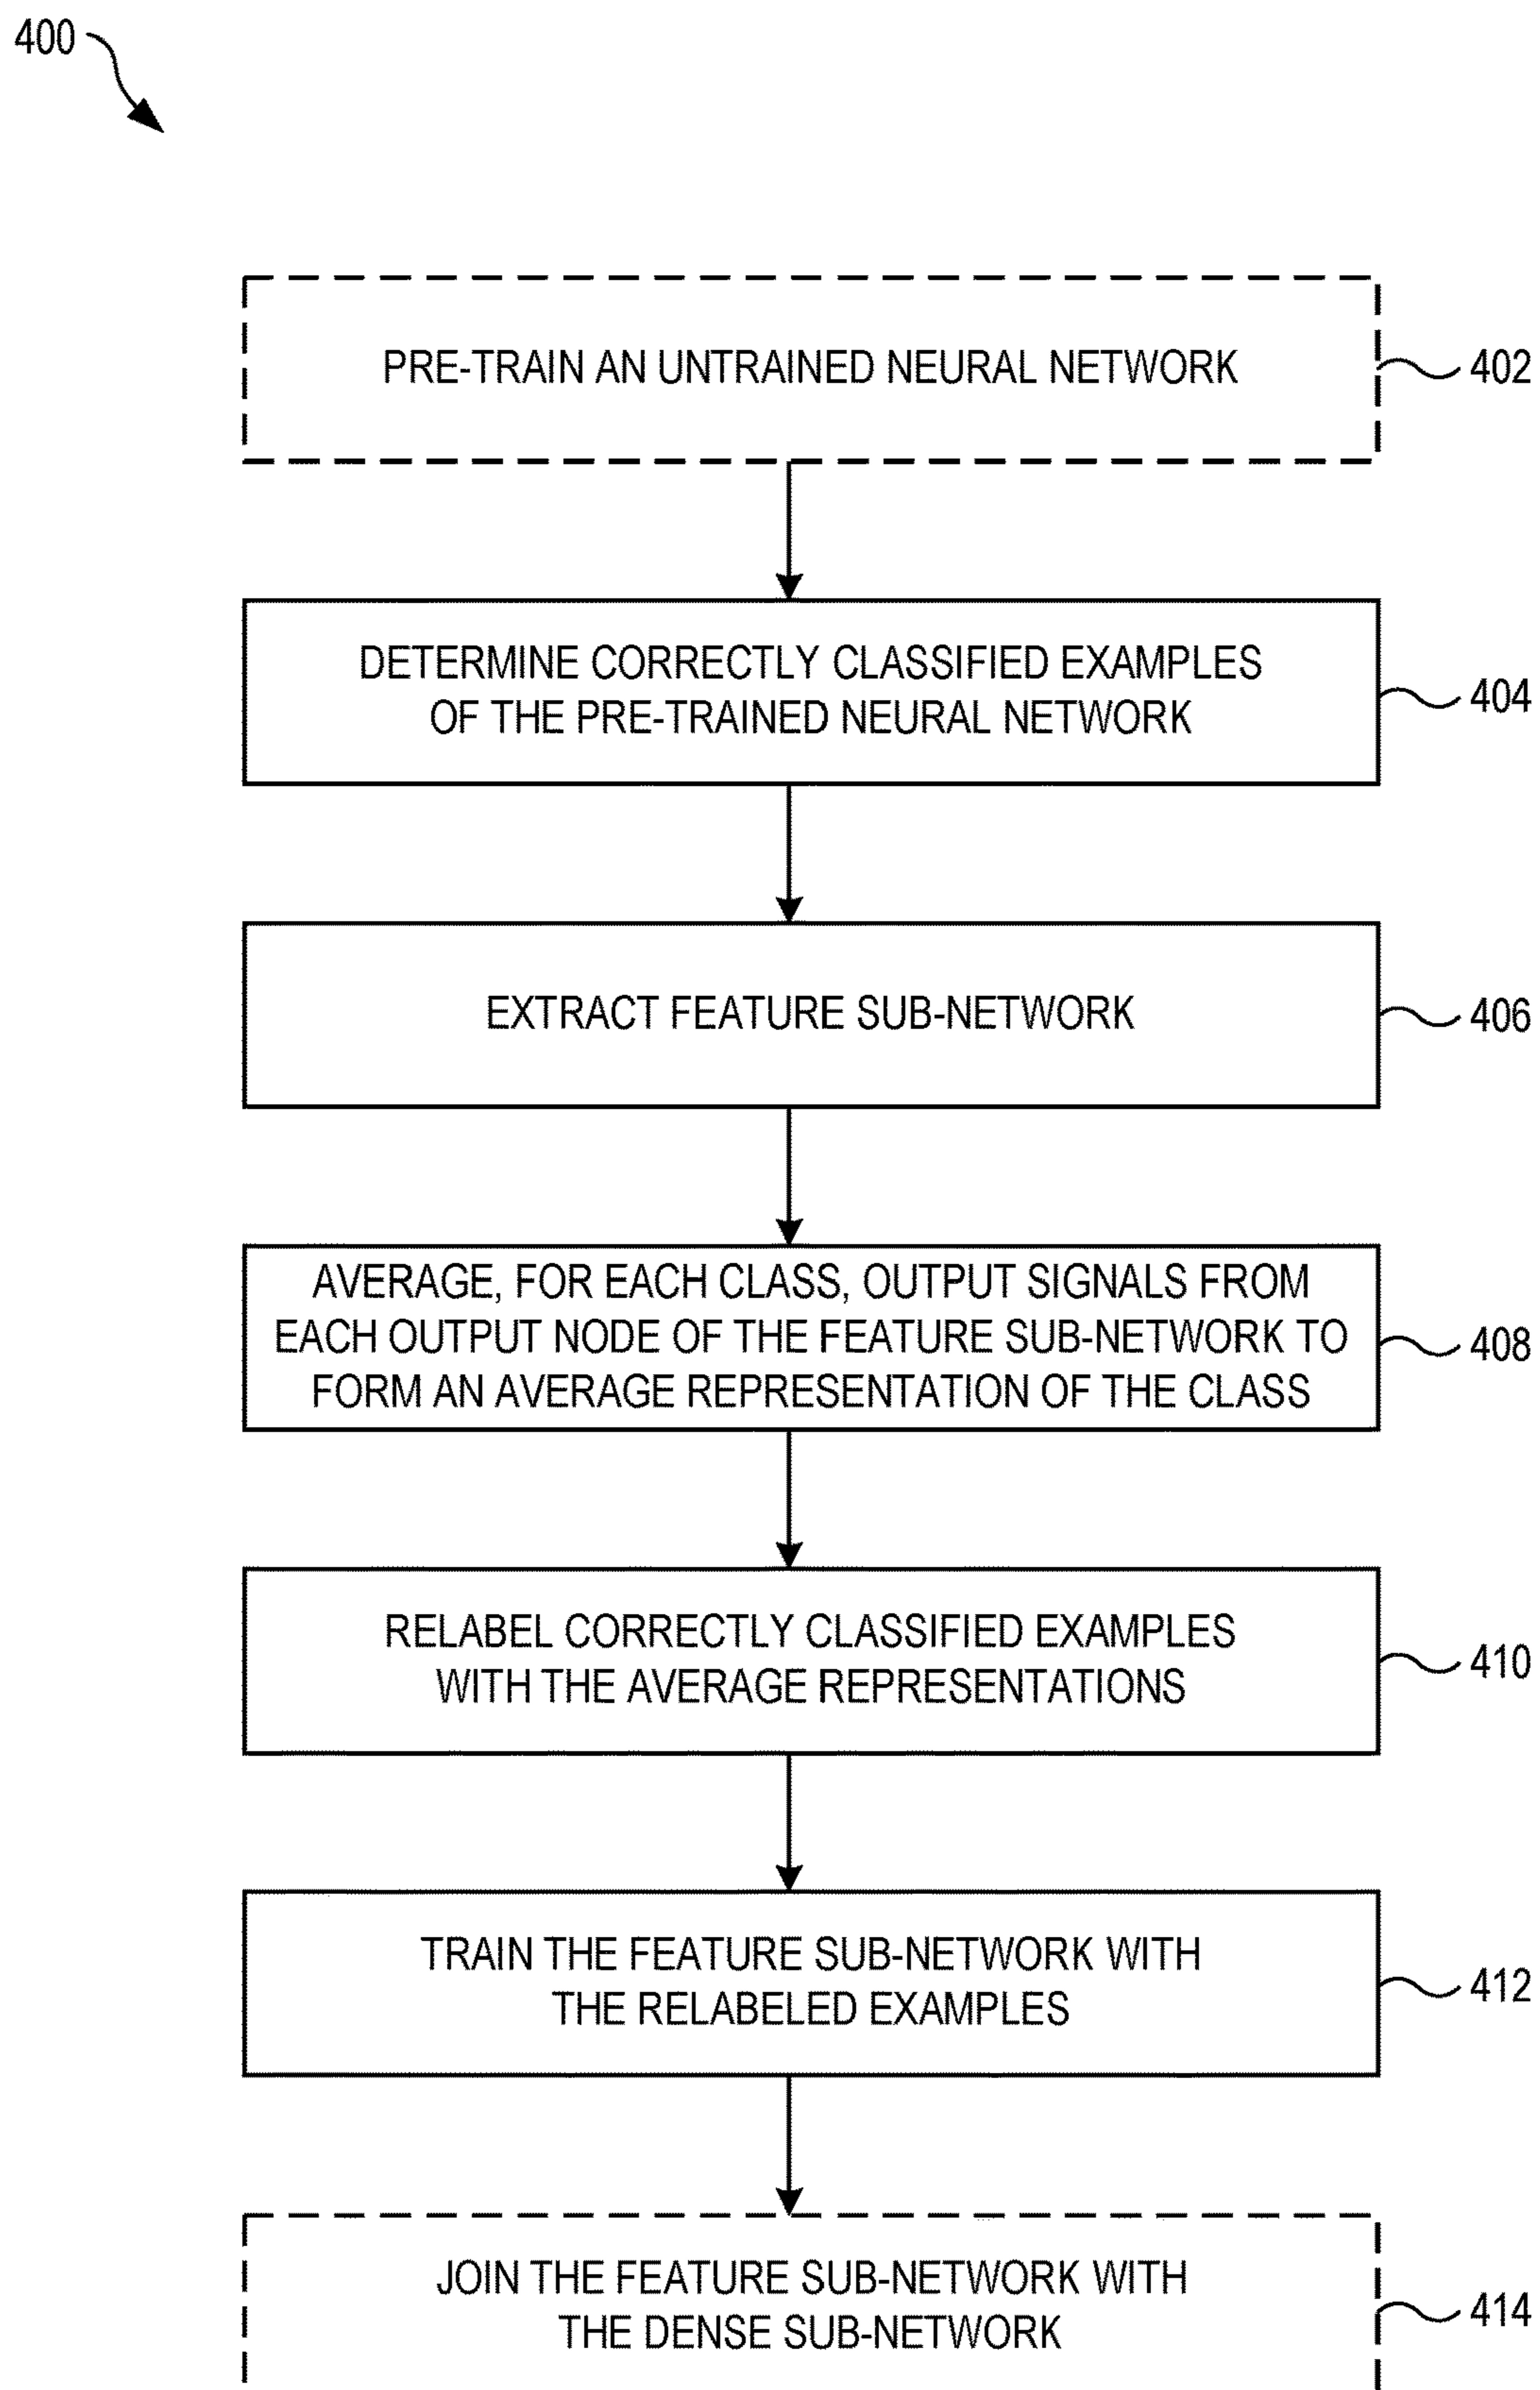 400
PRE-TRAIN AN UNTRAINED NEURAL NETWORK
402
DETERMINE CORRECTLY CLASSIFIED EXAMPLES
OF THE PRE-TRAINED NEURAL NETWORK
404
EXTRACT FEATURE SUB-NETWORK
406
AVERAGE, FOR EACH CLASS, OUTPUT SIGNALS FROM
EACH OUTPUT NODE OF THE FEATURE SUB-NETWORK TO
FORM AN AVERAGE REPRESENTATION OF THE CLASS
408
RELABEL CORRECTLY CLASSIFIED EXAMPLES
WITH THE AVERAGE REPRESENTATIONS
410
TRAIN THE FEATURE SUB-NETWORK WITH
THE RELABELED EXAMPLES
412
JOIN THE FEATURE SUB-NETWORK WITH
THE DENSE SUB-NETWORK
414